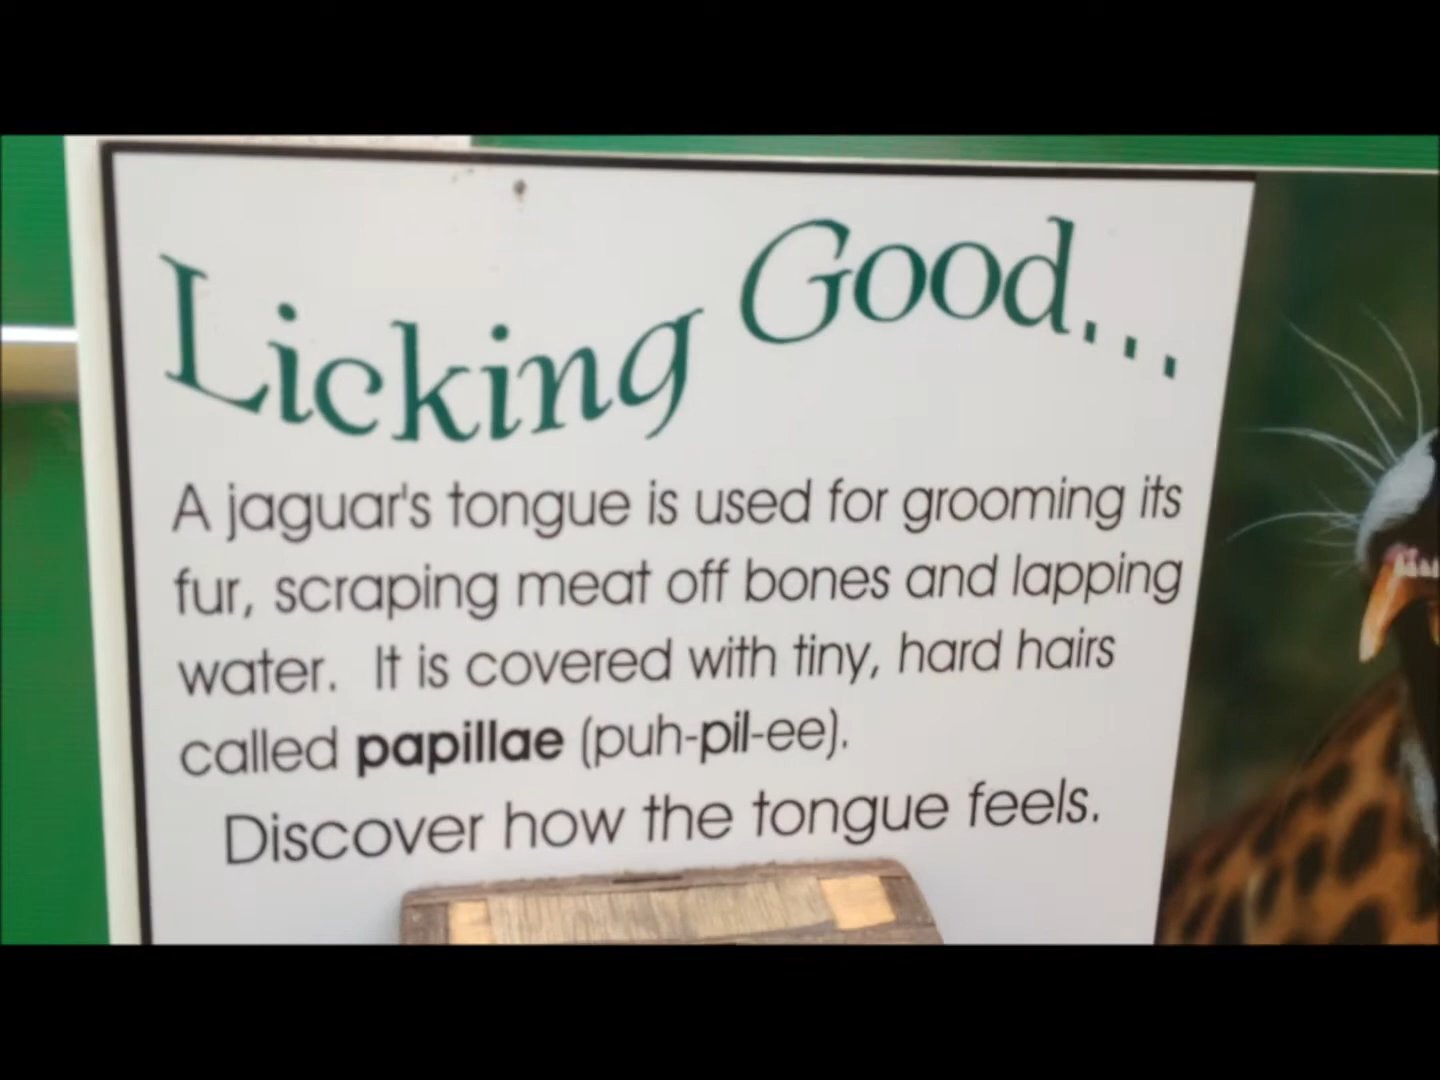 Licking Good...
A jaguar's tongue is used for grooming its
fur, scraping meat off bones and lapping
water. It is covered with tiny, hard hairs
called papillae (puh-pil-ee).
Discover how the tongue feels.